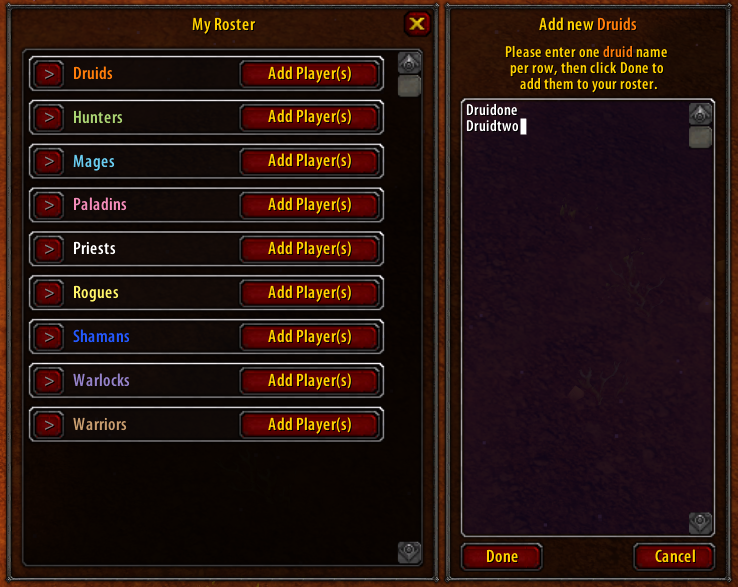 My Roster
> Druids Add Player(s)
> Hunters Add Player(s)
> Mages Add Player(s)
> Paladins Add Player(s)
> Priests Add Player(s)
> Rogues Add Player(s)
> Shamans Add Player(s)
> Warlocks Add Player(s)
> Warriors Add Player(s)
Add new Druids
Please enter one druid name
per row, then click Done to
add them to your roster.
Druidone
Druidtwo
Done Cancel